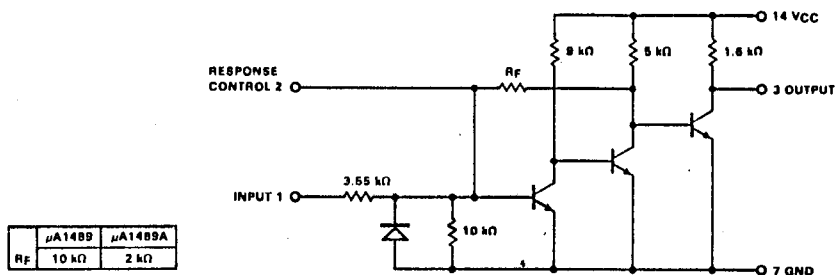 14 VCC
9 kΩ
5 kΩ
1.6 kΩ
RESPONSE
CONTROL 2
RF
3 OUTPUT
3.55 kΩ
INPUT 1
10 kΩ
7 GND
μA1489 μA1489A
RF 10 kΩ 2 kΩ